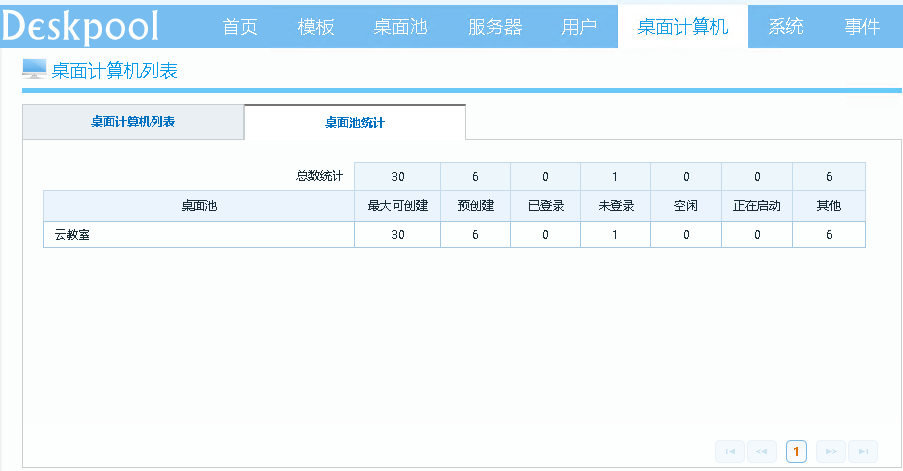 Deskpool 首页 模板 桌面池 服务器 用户 桌面计算机 系统 事件
桌面计算机列表
桌面计算机列表 桌面池统计
总数统计 30 6 0 1 0 0 6
桌面池 最大可创建 预创建 已登录 未登录 空闲 正在启动 其他
云教室 30 6 0 1 0 0 6
1